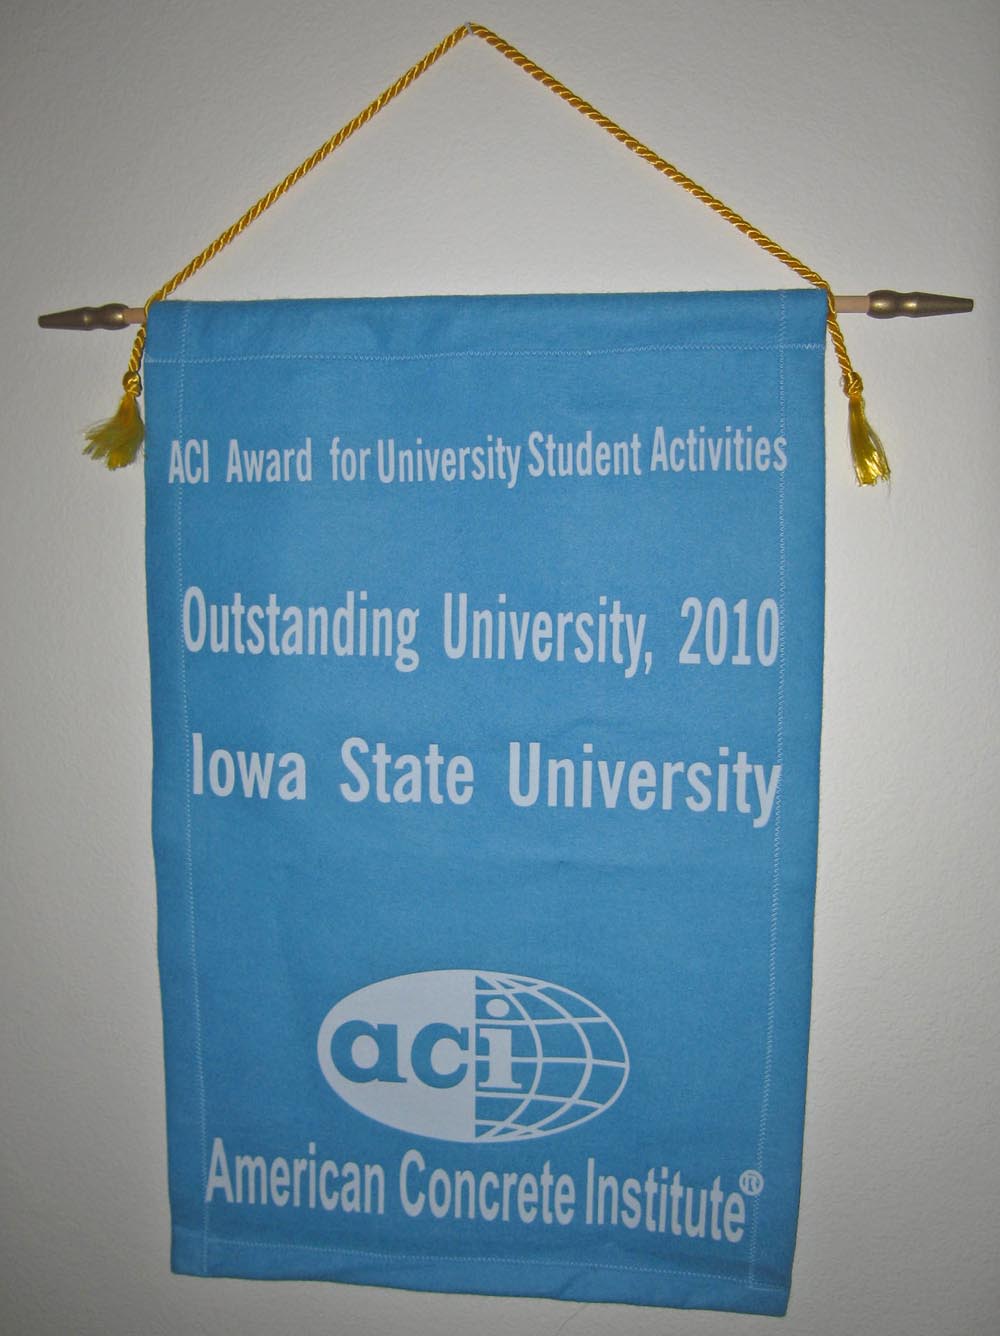 ACI Award for University Student Activities
Outstanding University, 2010
Iowa State University
aci
American Concrete Institute®